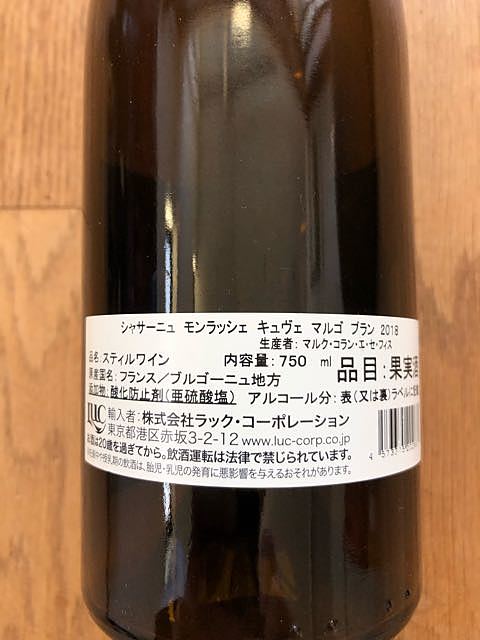 シャサーニュ モンラッシェ キュヴェ マルゴ ブラン 2018
生産者: マルク・コラン・エ・セ・フィス
品名:スティルワイン 内容量: 750 ml 品目:果実酒
原産国名:フランス/ブルゴーニュ地方
添加物:酸化防止剤(亜硫酸塩) アルコール分:表(又は裏)ラベルに
LUC 輸入者:株式会社ラック・コーポレーション
東京都港区赤坂3-2-12 www.luc-corp.co.jp
お酒は20歳を過ぎてから。飲酒運転は法律で禁じられています。
妊娠中や授乳期の飲酒は、胎児・乳児の発育に悪影響を与えるおそれがあります。